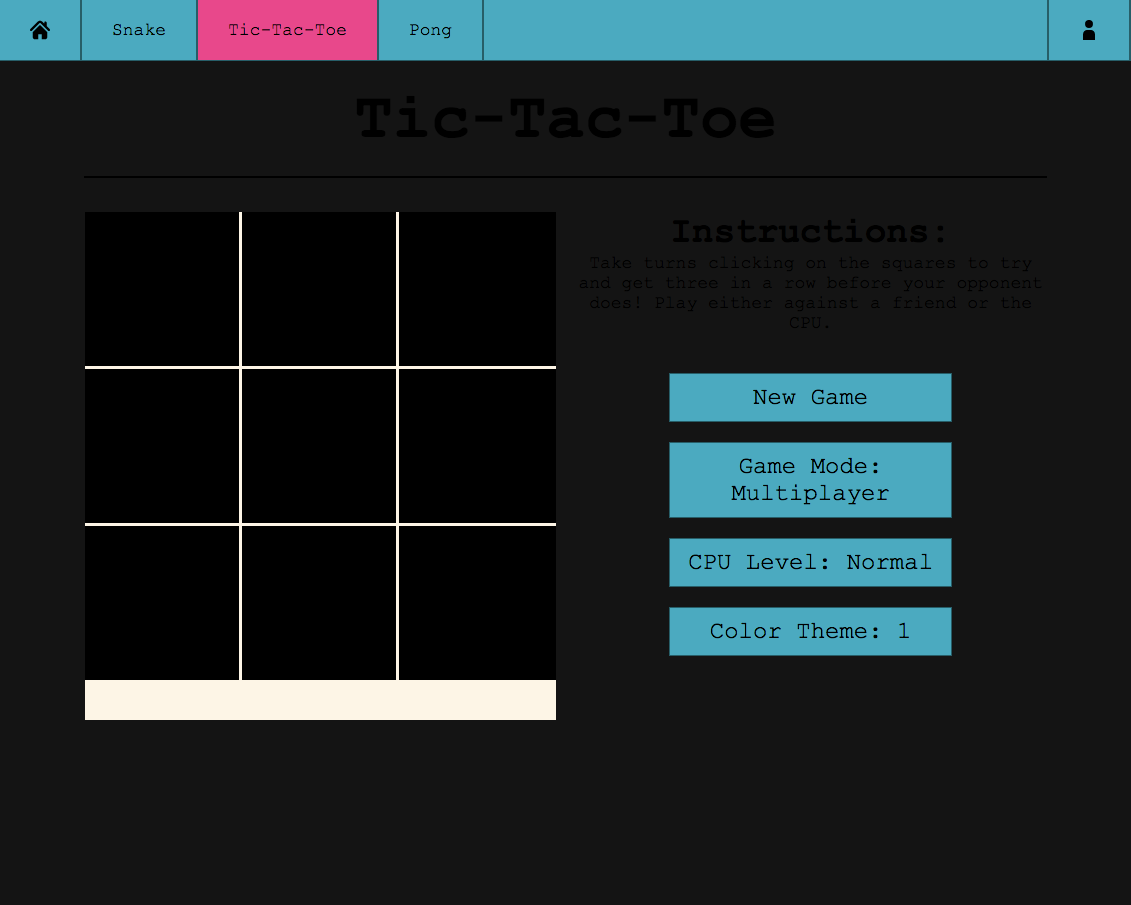 Snake
Tic-Tac-Toe
Pong
Tic-Tac-Toe
Instructions:
Take turns clicking on the squares to try
and get three in a row before your opponent
does! Play either against a friend or the
CPU.
New Game
Game Mode:
Multiplayer
CPU Level: Normal
Color Theme: 1